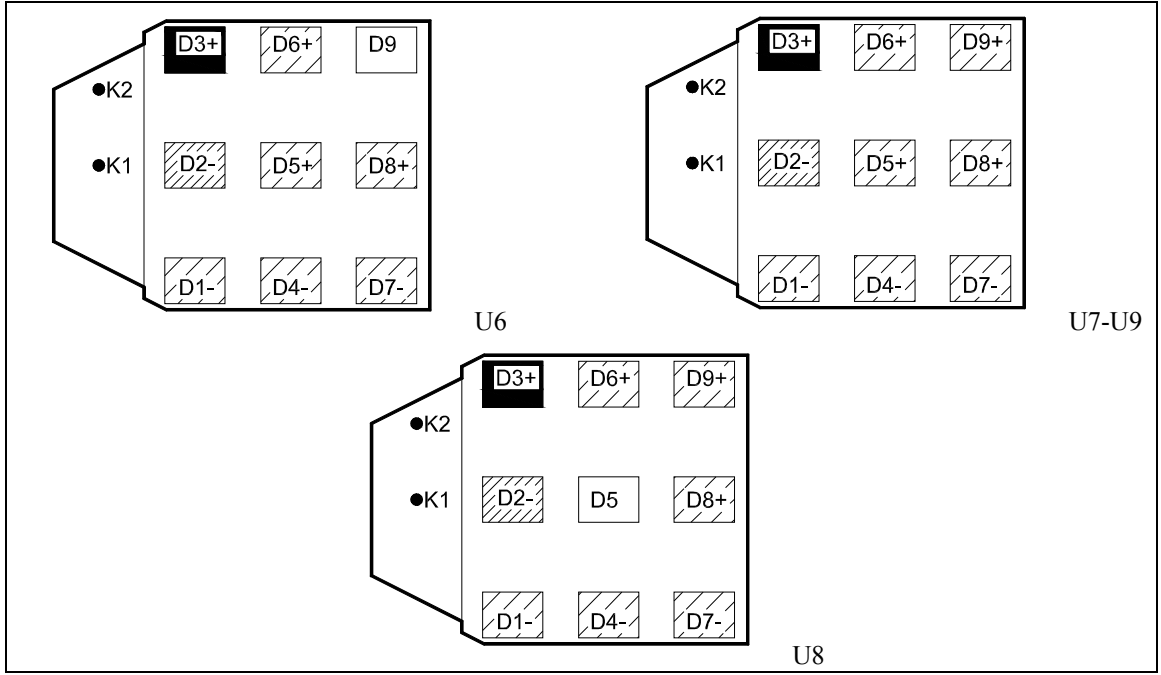 D3+ D6+ D9
K2
K1 D2- D5+ D8+
D1- D4- D7-
U6
D3+ D6+ D9+
K2
K1 D2- D5+ D8+
D1- D4- D7-
U7-U9
D3+ D6+ D9+
K2
K1 D2- D5 D8+
D1- D4- D7-
U8